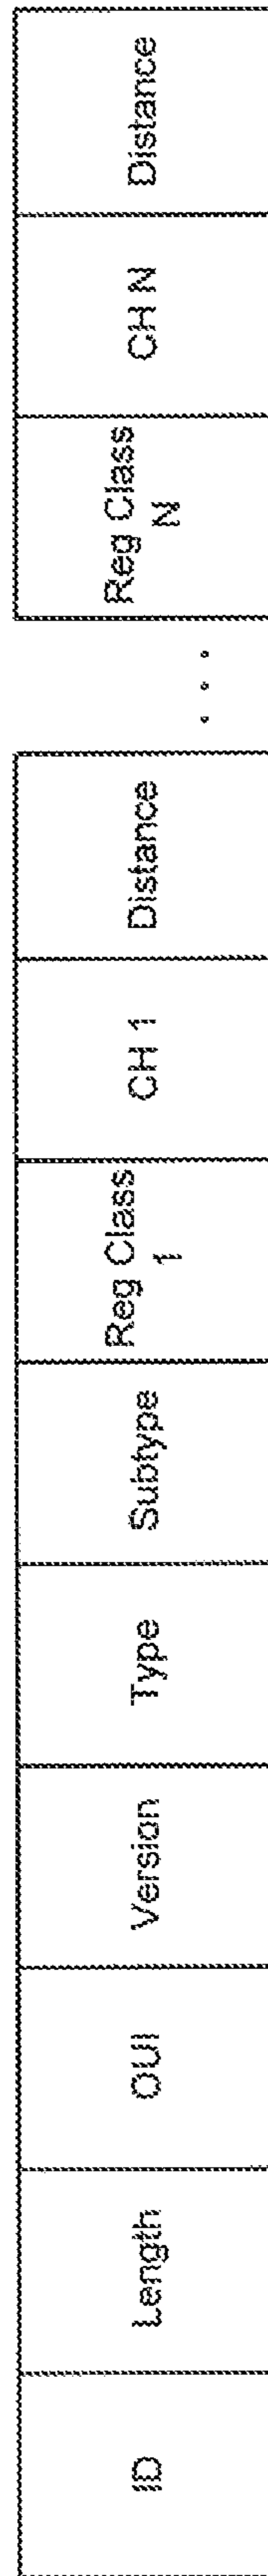 ID
Length
OUI
Version
Type
Subtype
Reg Class
1
CH 1
Distance
. . .
Reg Class
N
CH N
Distance